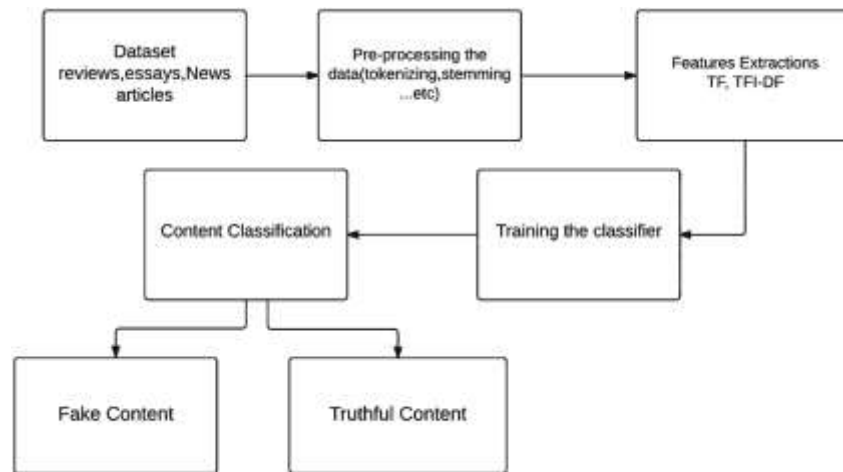 Dataset
reviews,essays,News
articles
Pre-processing the
data(tokenizing,stemming
...etc)
Features Extractions
TF, TFI-DF
Content Classification
Training the classifier
Fake Content
Truthful Content